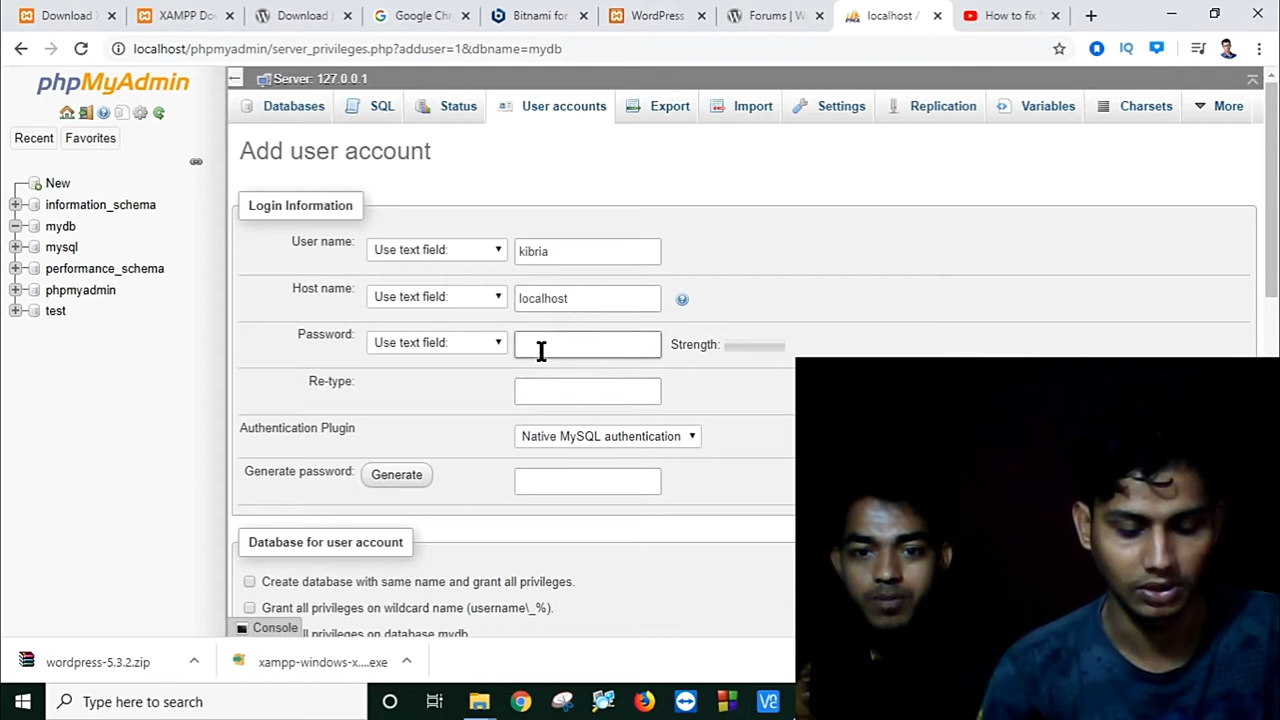 Download X
XAMPP Do
Download |
Google Chr
Bitnami for
WordPress
Forums | W
localhost /
How to fix
localhost/phpmyadmin/server_privileges.php?adduser=1&dbname=mydb
IQ
phpMyAdmin
Server: 127.0.0.1
Databases
SQL
Status
User accounts
Export
Import
Settings
Replication
Variables
Charsets
More
Recent
Favorites
New
information_schema
mydb
mysql
performance_schema
phpmyadmin
test
Add user account
Login Information
User name: Use text field: kibria
Host name: Use text field: localhost
Password: Use text field: Strength:
Re-type:
Authentication Plugin Native MySQL authentication
Generate password: Generate
Database for user account
Create database with same name and grant all privileges.
Grant all privileges on wildcard name (username\_%).
Console
all privileges on database mydb
wordpress-5.3.2.zip
xampp-windows-x....exe
Type here to search